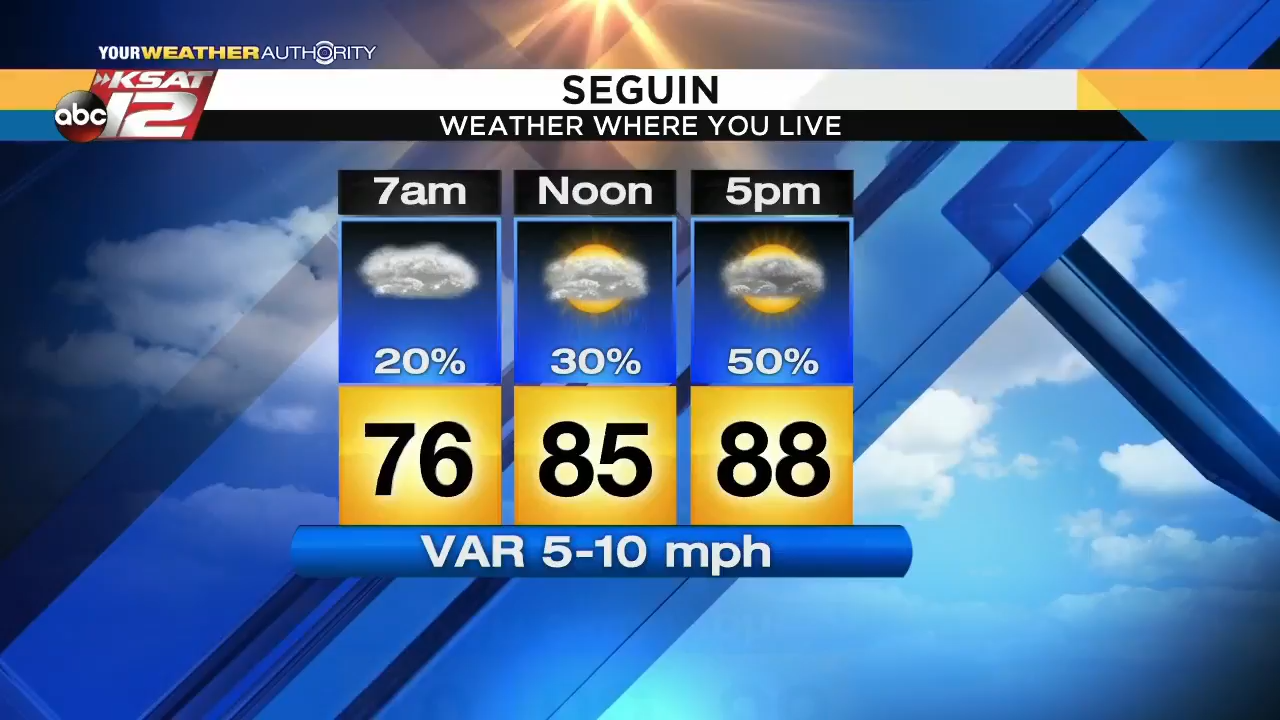 YOURWEATHERAUTHORITY
KSAT
abc 12
SEGUIN
WEATHER WHERE YOU LIVE
7am Noon 5pm
20% 30% 50%
76 85 88
VAR 5-10 mph